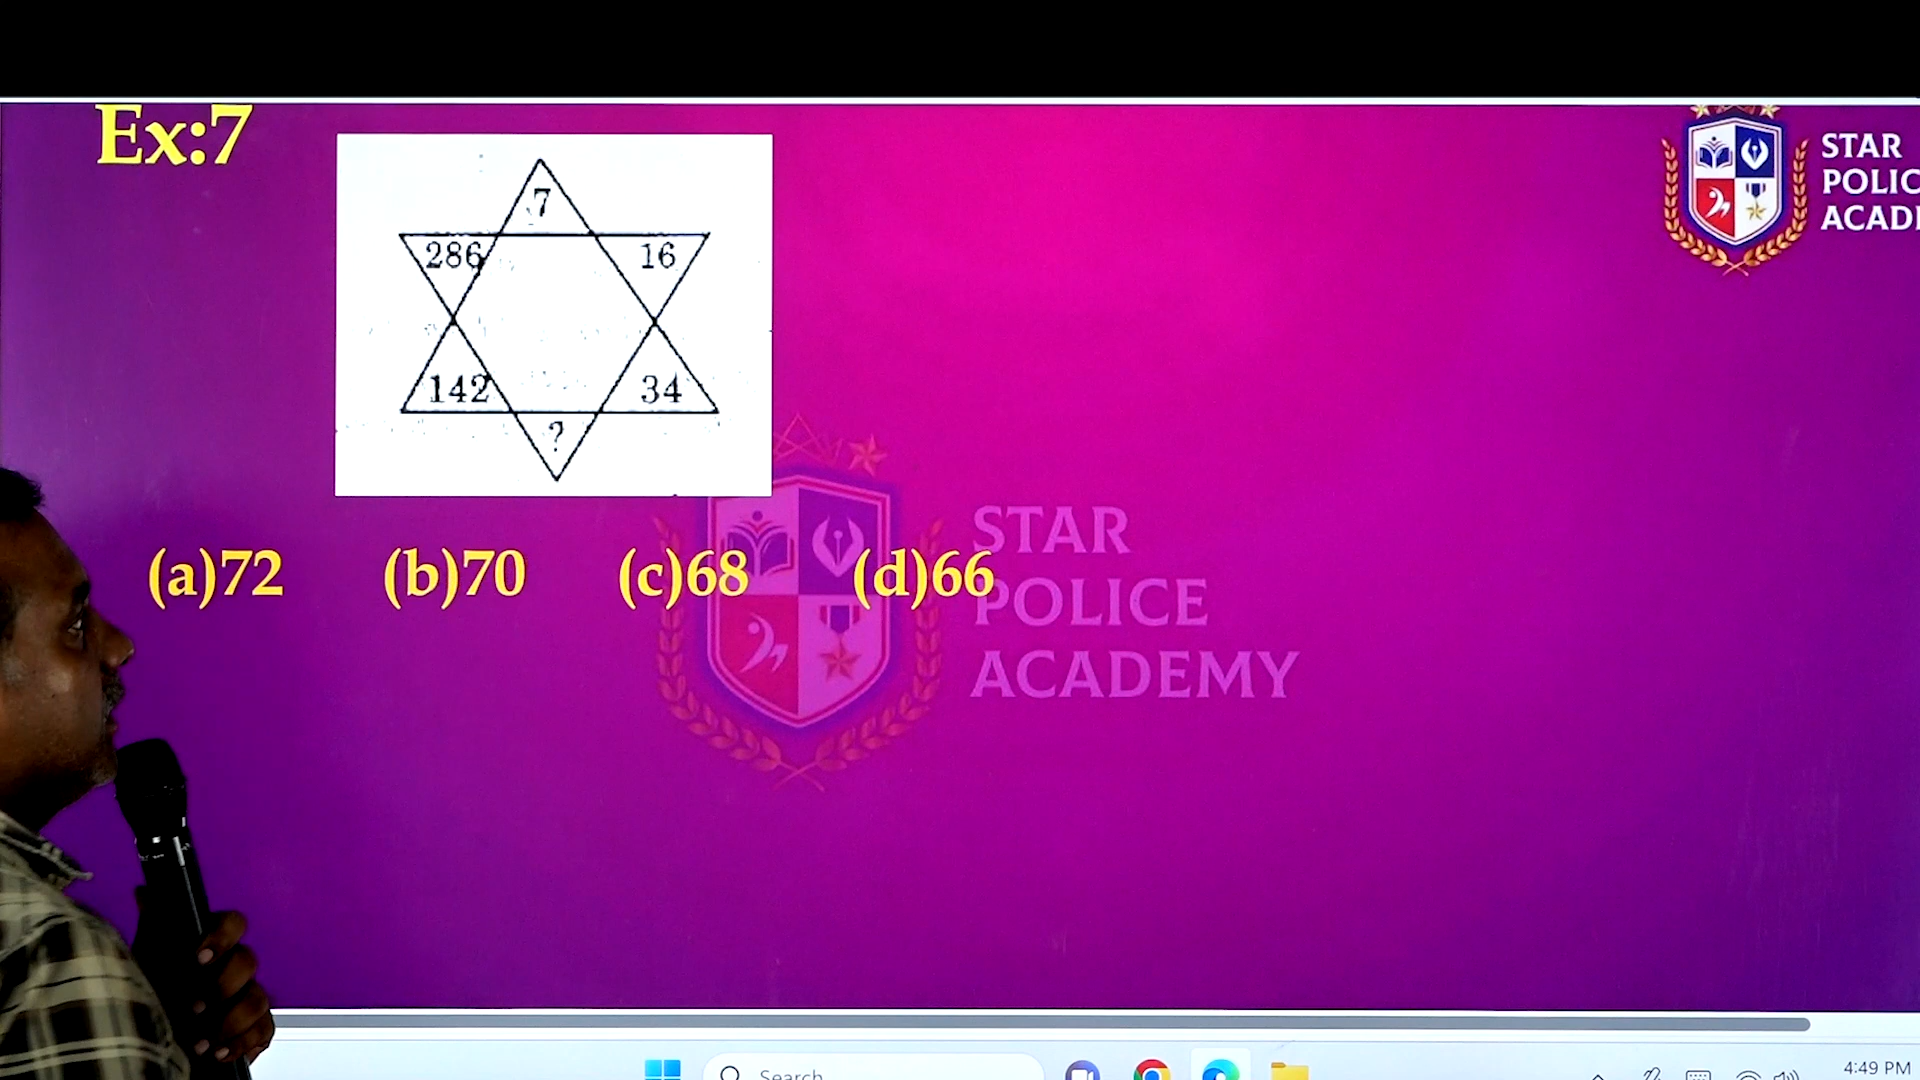 Ex:7
STAR
POLIC
ACAD
7
286
16
142
34
?
(a)72 (b)70 (c)68 (d)66
STAR
POLICE
ACADEMY
Search
4:49 PM